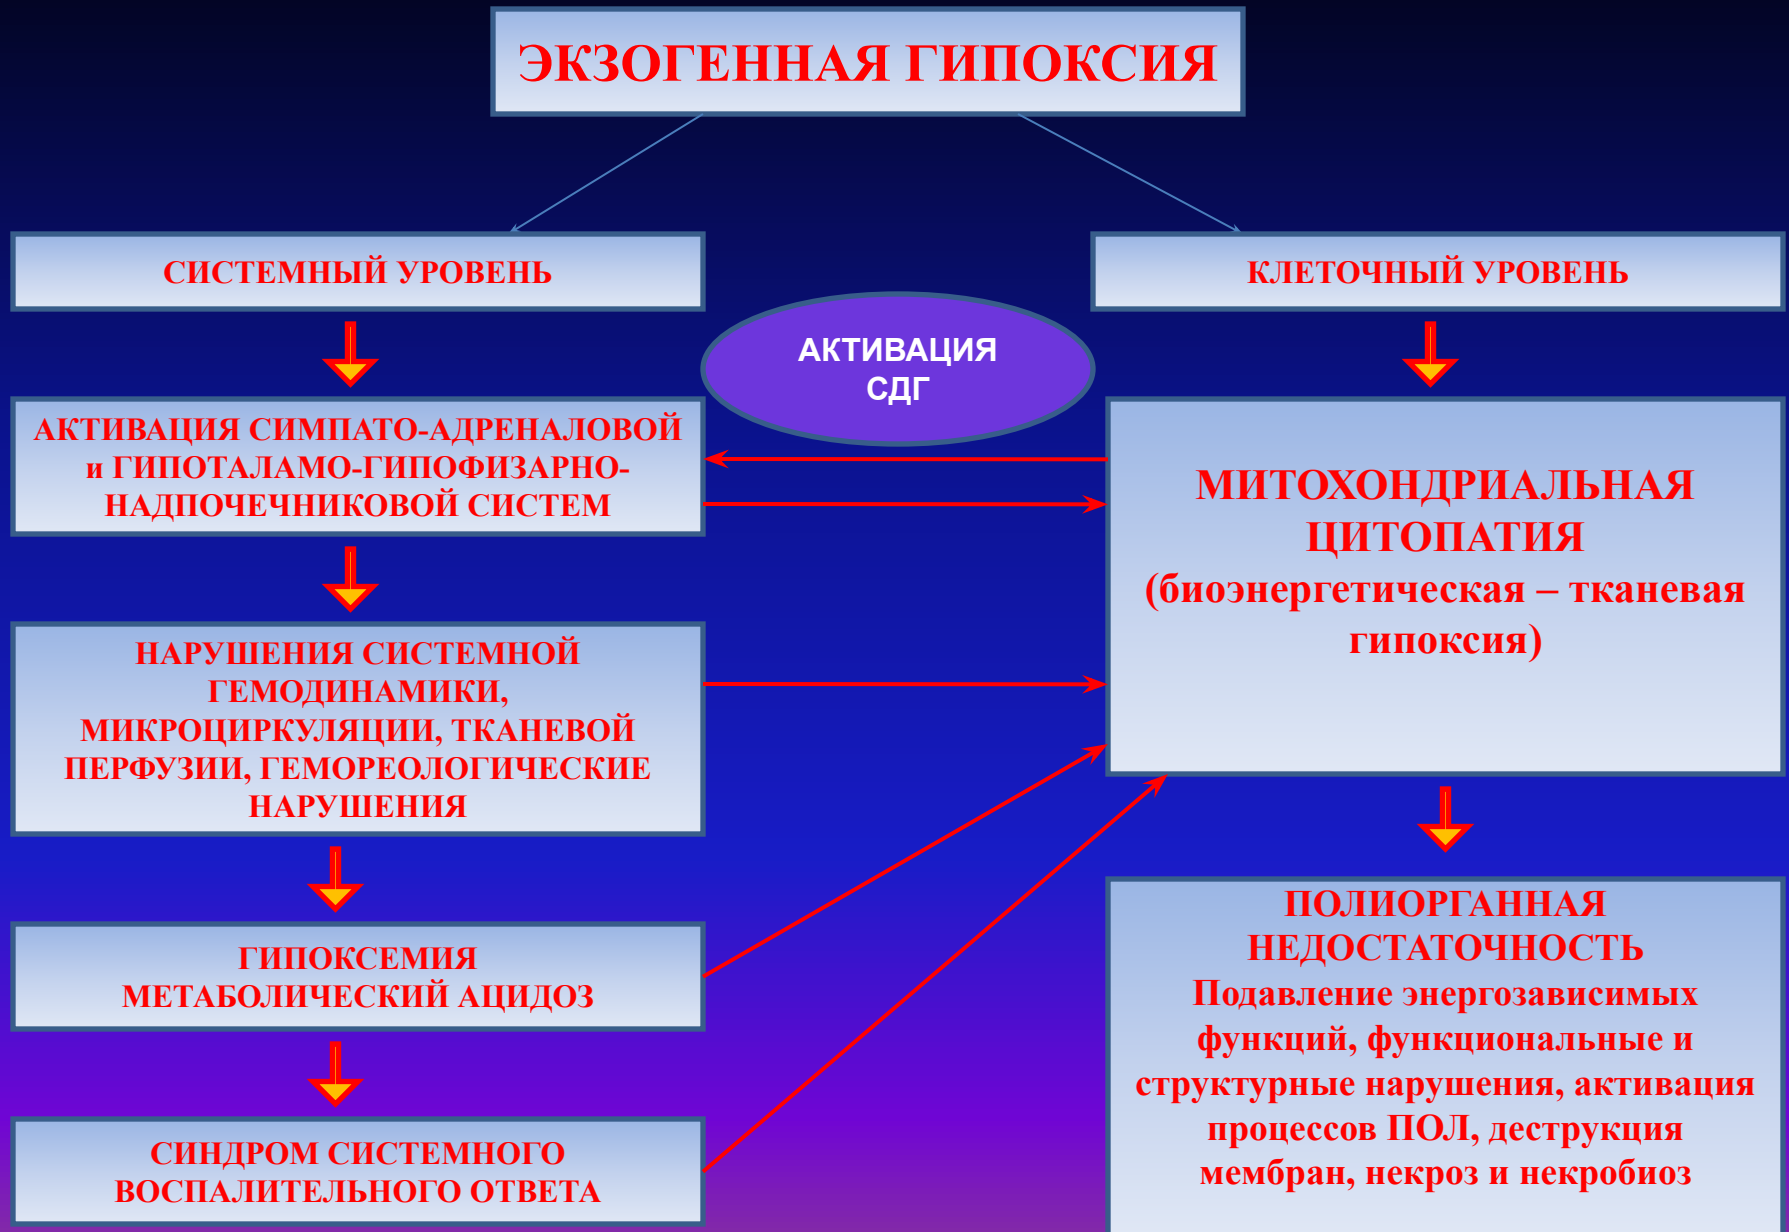 ЭКЗОГЕННАЯ ГИПОКСИЯ
СИСТЕМНЫЙ УРОВЕНЬ
КЛЕТОЧНЫЙ УРОВЕНЬ
АКТИВАЦИЯ
СДГ
АКТИВАЦИЯ СИМПАТО-АДРЕНАЛОВОЙ
и ГИПОТАЛАМО-ГИПОФИЗАРНО-
НАДПОЧЕЧНИКОВОЙ СИСТЕМ
МИТОХОНДРИАЛЬНАЯ
ЦИТОПАТИЯ
(биоэнергетическая – тканевая
гипоксия)
НАРУШЕНИЯ СИСТЕМНОЙ
ГЕМОДИНАМИКИ,
МИКРОЦИРКУЛЯЦИИ, ТКАНЕВОЙ
ПЕРФУЗИИ, ГЕМОРЕОЛОГИЧЕСКИЕ
НАРУШЕНИЯ
ГИПОКСЕМИЯ
МЕТАБОЛИЧЕСКИЙ АЦИДОЗ
СИНДРОМ СИСТЕМНОГО
ВОСПАЛИТЕЛЬНОГО ОТВЕТА
ПОЛИОРГАННАЯ
НЕДОСТАТОЧНОСТЬ
Подавление энергозависимых
функций, функциональные и
структурные нарушения, активация
процессов ПОЛ, деструкция
мембран, некроз и некробиоз